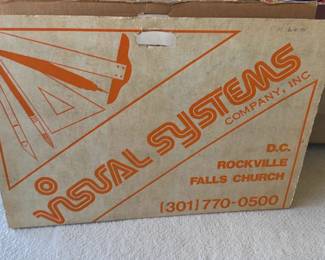 VISUAL SYSTEMS
COMPANY, INC
D.C.
ROCKVILLE
FALLS CHURCH
(301) 770-0500